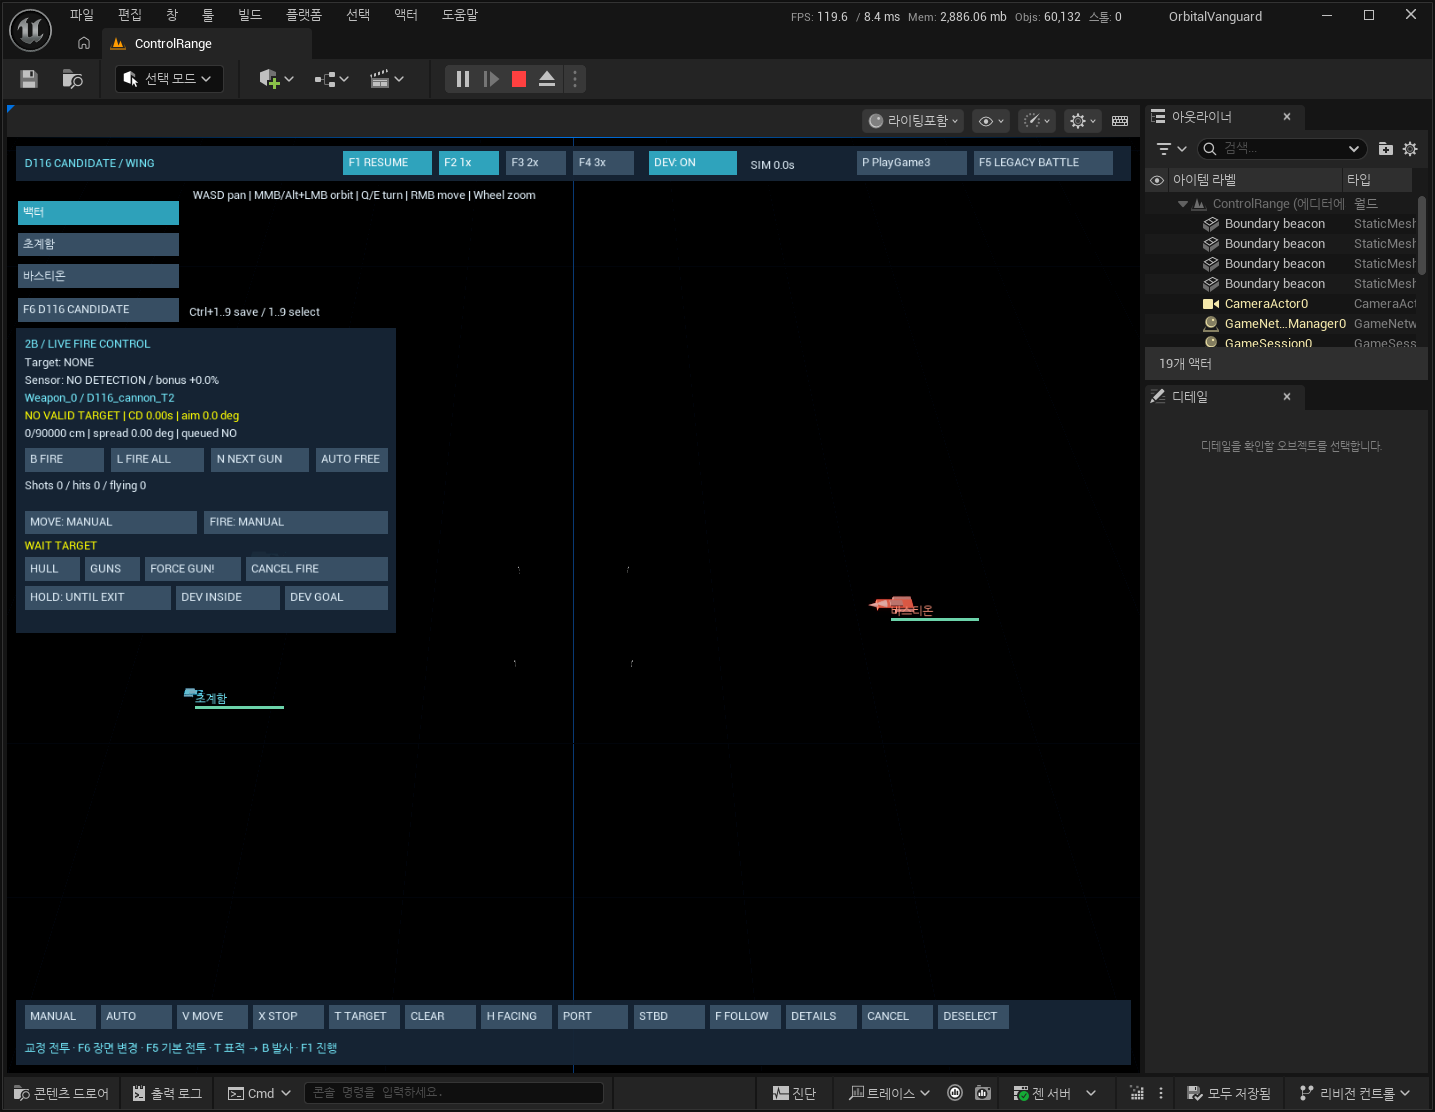 파일 편집 창 툴 빌드 플랫폼 선택 액터 도움말
FPS: 119.6 / 8.4 ms Mem: 2,886.06 mb Objs: 60,132 스톨: 0
OrbitalVanguard
ControlRange
선택 모드
라이팅포함
D116 CANDIDATE / WING
F1 RESUME
F2 1x
F3 2x
F4 3x
DEV: ON
SIM 0.0s
P PlayGame3
F5 LEGACY BATTLE
WASD pan | MMB/Alt+LMB orbit | Q/E turn | RMB move | Wheel zoom
백터
초계함
바스티온
F6 D116 CANDIDATE
Ctrl+1..9 save / 1..9 select
2B / LIVE FIRE CONTROL
Target: NONE
Sensor: NO DETECTION / bonus +0.0%
Weapon_0 / D116_cannon_T2
NO VALID TARGET | CD 0.00s | aim 0.0 deg
0/90000 cm | spread 0.00 deg | queued NO
B FIRE
L FIRE ALL
N NEXT GUN
AUTO FREE
Shots 0 / hits 0 / flying 0
MOVE: MANUAL
FIRE: MANUAL
WAIT TARGET
HULL
GUNS
FORCE GUN!
CANCEL FIRE
HOLD: UNTIL EXIT
DEV INSIDE
DEV GOAL
바스티온
초계함
MANUAL
AUTO
V MOVE
X STOP
T TARGET
CLEAR
H FACING
PORT
STBD
F FOLLOW
DETAILS
CANCEL
DESELECT
교정 전투 · F6 장면 변경 · F5 기본 전투 · T 표적 → B 발사 · F1 진행
아웃라이너
검색...
아이템 라벨
타입
ControlRange (에디터에 월드
Boundary beacon StaticMesh
Boundary beacon StaticMesh
Boundary beacon StaticMesh
Boundary beacon StaticMesh
CameraActor0 CameraAct
GameNet...Manager0 GameNetw
GameSession0 GameSess
19개 액터
디테일
디테일을 확인할 오브젝트를 선택합니다.
콘텐츠 드로어
출력 로그
Cmd
콘솔 명령을 입력하세요.
진단
트레이스
젠 서버
모두 저장됨
리비전 컨트롤